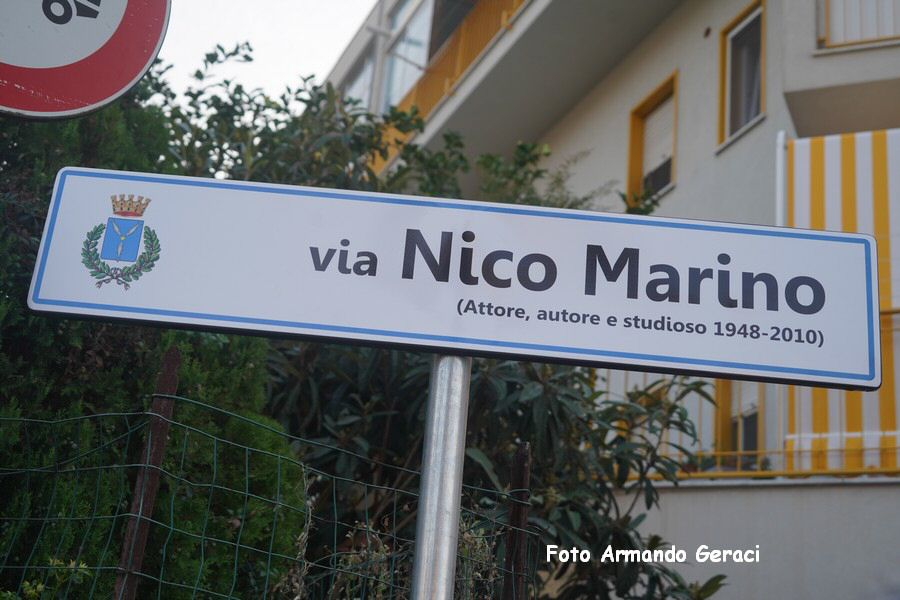 via Nico Marino
(Attore, autore e studioso 1948-2010)
Foto Armando Geraci